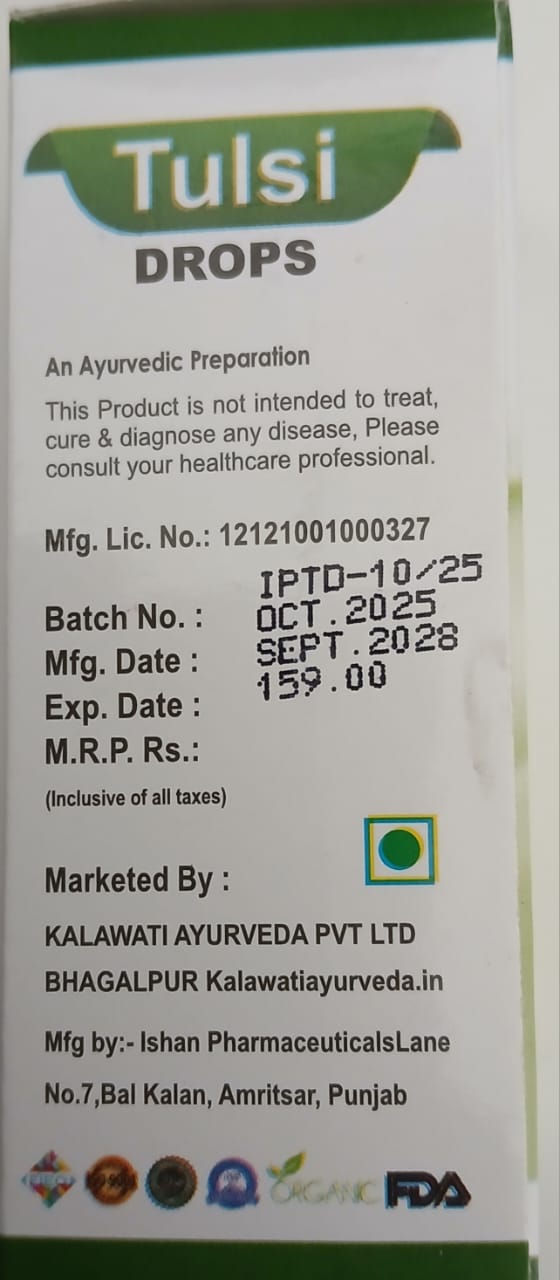 Tulsi
DROPS
An Ayurvedic Preparation
This Product is not intended to treat,
cure & diagnose any disease, Please
consult your healthcare professional.
Mfg. Lic. No.: 12121001000327
Batch No. : IPTD-10/25
Mfg. Date : OCT.2025
Exp. Date : SEPT.2028
M.R.P. Rs.: 159.00
(Inclusive of all taxes)
Marketed By :
KALAWATI AYURVEDA PVT LTD
BHAGALPUR Kalawatiayurveda.in
Mfg by:- Ishan PharmaceuticalsLane
No.7,Bal Kalan, Amritsar, Punjab
ORGANIC FDA